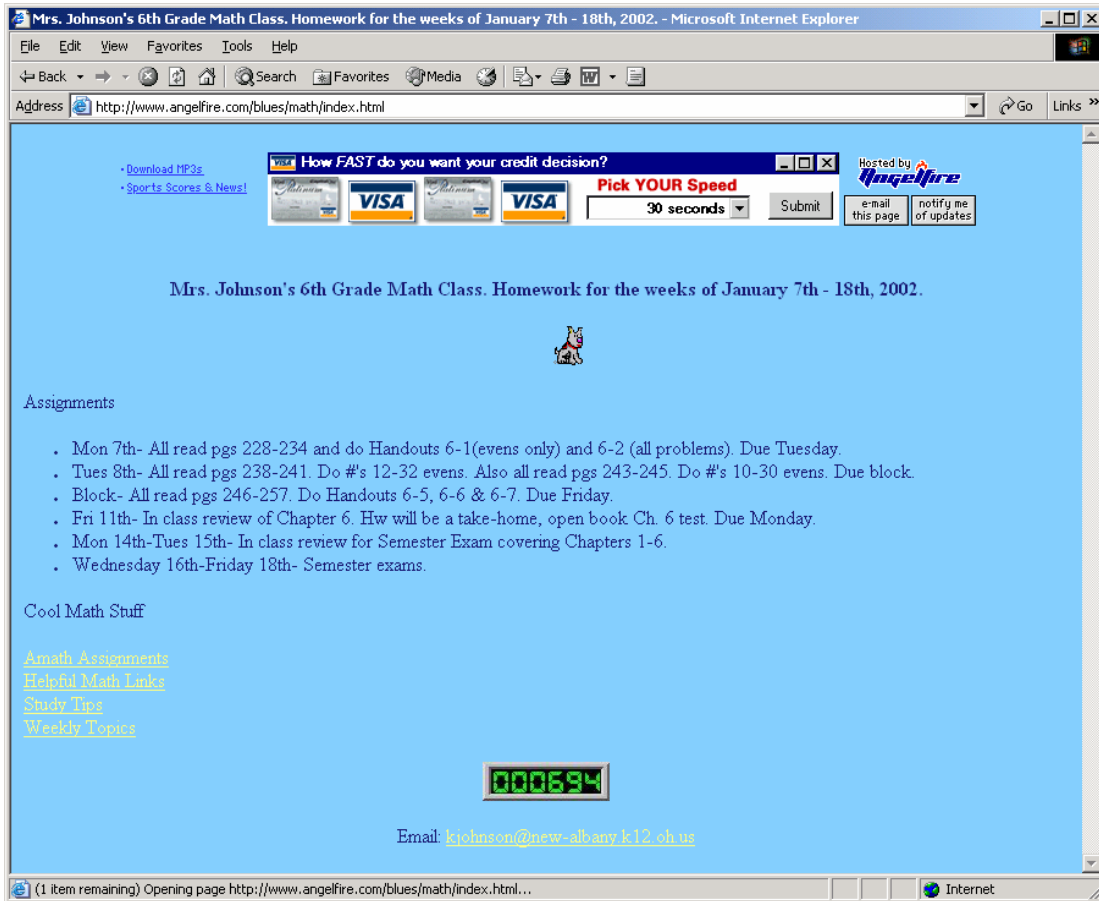 Mrs. Johnson's 6th Grade Math Class. Homework for the weeks of January 7th - 18th, 2002. - Microsoft Internet Explorer
File Edit View Favorites Tools Help
Back Search Favorites Media
Address http://www.angelfire.com/blues/math/index.html Go Links »
· Download MP3s
· Sports Scores & News!
VISA How FAST do you want your credit decision?
Platinum VISA Platinum VISA
Pick YOUR Speed
30 seconds Submit
Hosted by
Angelfire
e-mail this page
notify me of updates
Mrs. Johnson's 6th Grade Math Class. Homework for the weeks of January 7th - 18th, 2002.
Assignments
• Mon 7th- All read pgs 228-234 and do Handouts 6-1(evens only) and 6-2 (all problems). Due Tuesday.
• Tues 8th- All read pgs 238-241. Do #'s 12-32 evens. Also all read pgs 243-245. Do #'s 10-30 evens. Due block.
• Block- All read pgs 246-257. Do Handouts 6-5, 6-6 & 6-7. Due Friday.
• Fri 11th- In class review of Chapter 6. Hw will be a take-home, open book Ch. 6 test. Due Monday.
• Mon 14th-Tues 15th- In class review for Semester Exam covering Chapters 1-6.
• Wednesday 16th-Friday 18th- Semester exams.
Cool Math Stuff
Amath Assignments
Helpful Math Links
Study Tips
Weekly Topics
000694
Email: kjohnson@new-albany.k12.oh.us
(1 item remaining) Opening page http://www.angelfire.com/blues/math/index.html... Internet